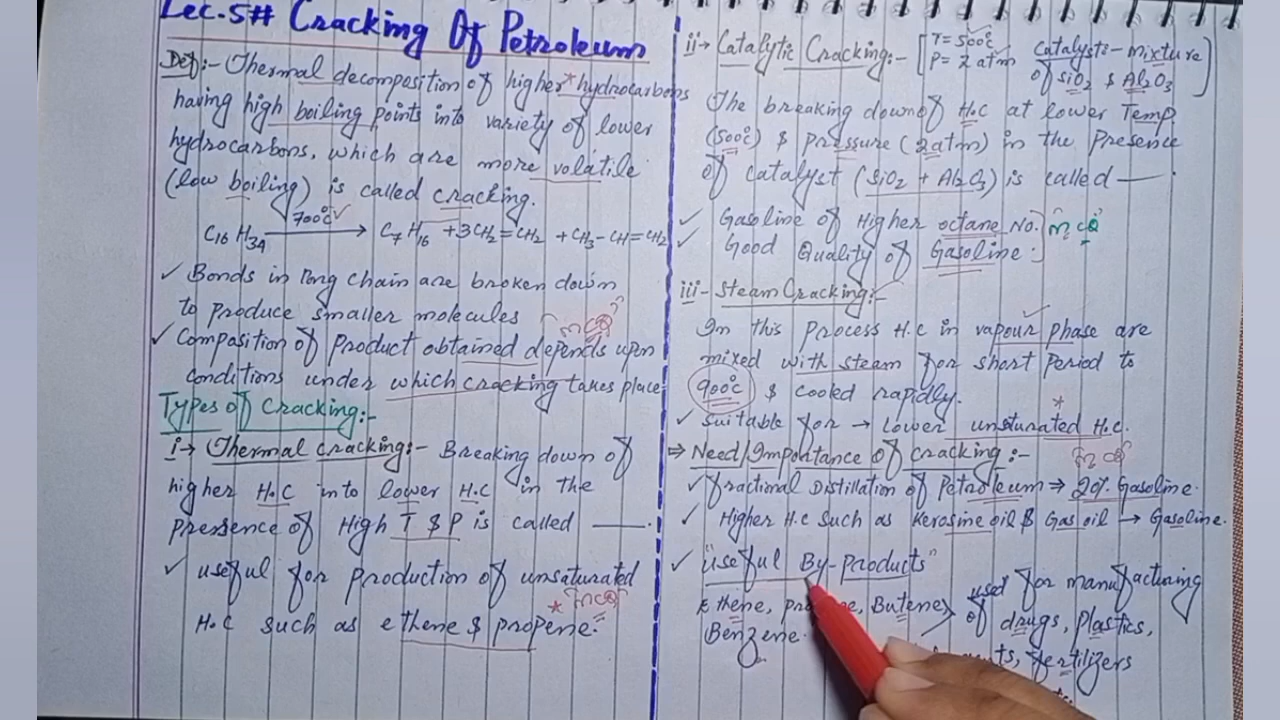 Lec.5# Cracking Of Petroleum
Def:- Thermal decomposition of higher* hydrocarbons
having high boiling points into variety of lower
hydrocarbons, which are more volatile
(low boiling) is called cracking.
C16 H34 —700°C→ C7 H16 + 3CH2=CH2 + CH3-CH=CH2
✓ Bonds in long chain are broken down
to produce smaller molecules
"MCQ"
✓ Composition of product obtained depends upon
conditions under which cracking takes place
Types of Cracking:-
i→ Thermal cracking:- Breaking down of
higher H.C into lower H.C in the
pressence of High T & P is called ——.
✓ useful for production of unsaturated
* "MCQ"
H.C such as ethene & propene.
ii→ Catalytic Cracking:- [T=500°C Catalysts- mixture
P= 2 atm of SiO2 & Al2O3]
The breaking down of H.C at lower Temp
(500°C) & Pressure (2atm) in the Presence
of catalyst (SiO2 + Al2O3) is called ——.
✓ Gasoline of Higher octane No. "MCQ"
✓ Good Quality of Gasoline:
iii- Steam Cracking:-
In this process H.C in vapour phase are
mixed with steam for short Period to
900°C & cooled rapidly.
*
✓ Suitable for → Lower unsturated H.C.
⇒ Need/Importance Of cracking:-
"MCQ"
✓ fractional Distillation of Petroleum → 20% Gasoline.
✓ Higher H.C Such as Kerosine oil & Gas oil → Gasoline.
✓ "Useful By-Products"
Ethene, Butene,
Benzene.
used for manufacturing
of drugs, Plastics,
fertilizers